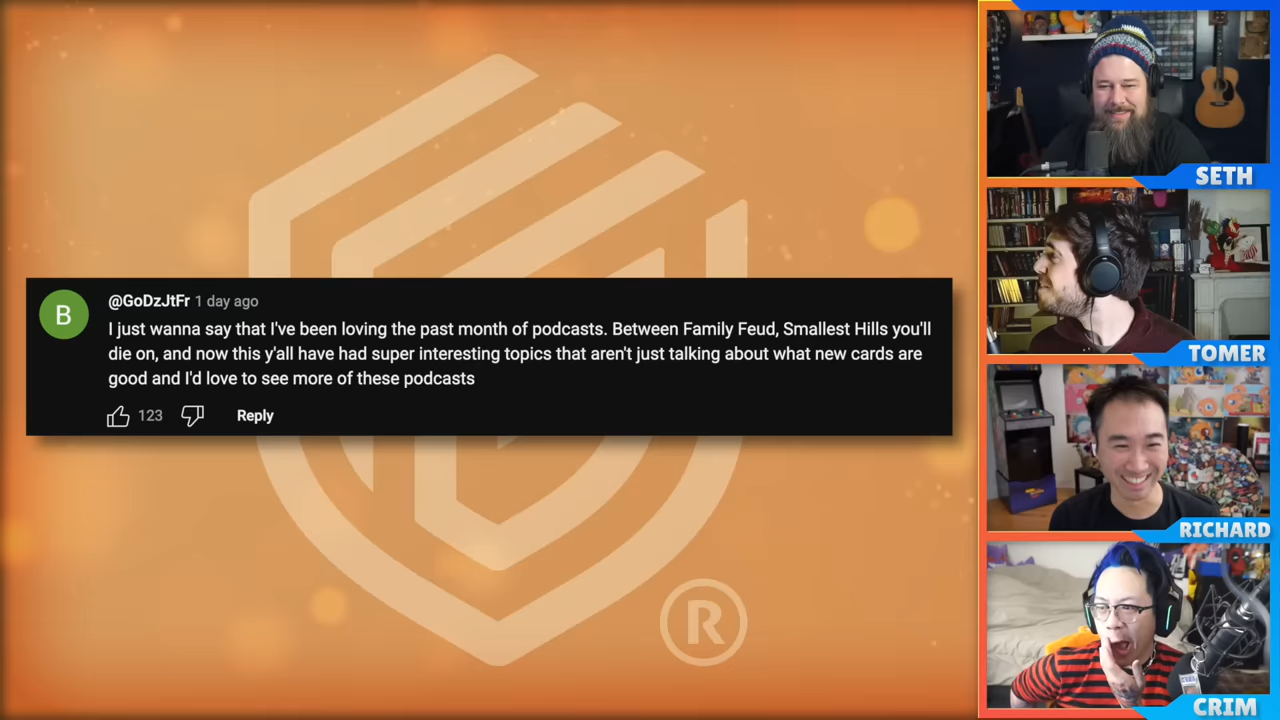 B
@GoDzJtFr 1 day ago
I just wanna say that I've been loving the past month of podcasts. Between Family Feud, Smallest Hills you'll
die on, and now this y'all have had super interesting topics that aren't just talking about what new cards are
good and I'd love to see more of these podcasts
123 Reply
®
SETH
TOMER
RICHARD
CRIM